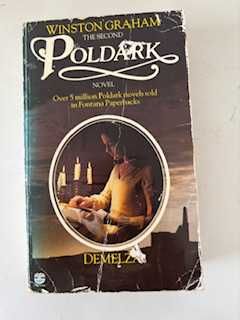 WINSTON GRAHAM
THE SECOND
POLDARK
NOVEL
Over 5 million Poldark novels sold
in Fontana Paperbacks
DEMELZA